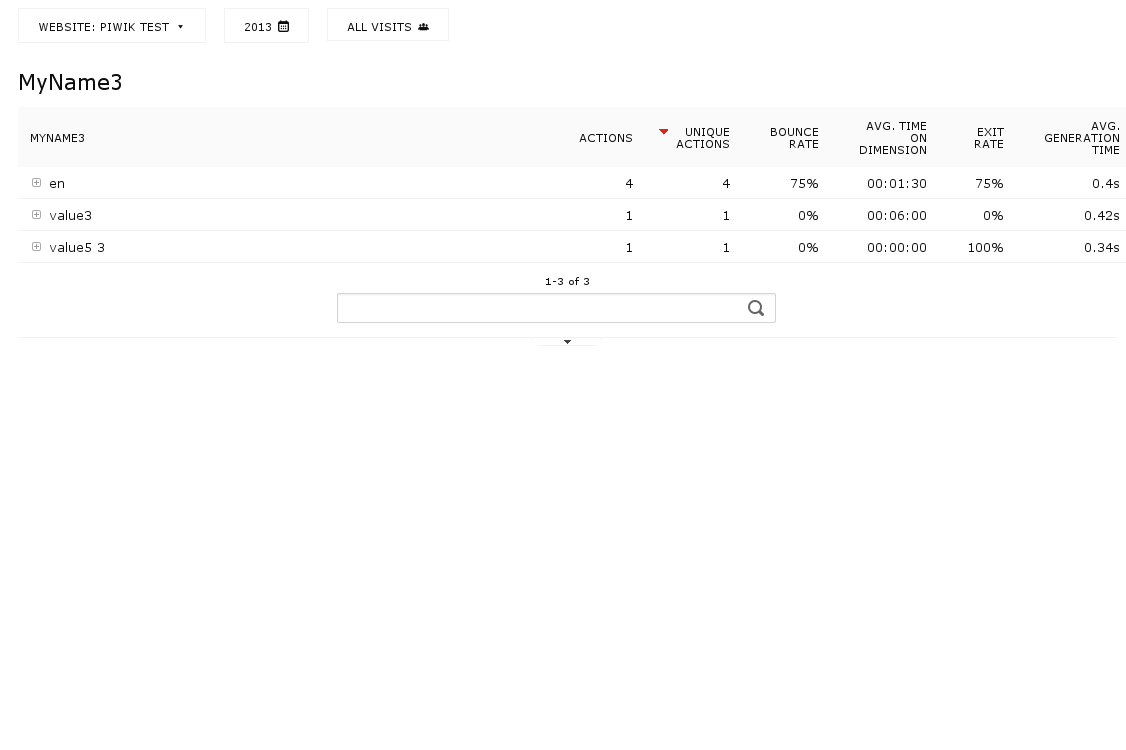 WEBSITE: PIWIK TEST 2013 ALL VISITS
MyName3
MYNAME3 ACTIONS UNIQUE ACTIONS BOUNCE RATE AVG. TIME ON DIMENSION EXIT RATE AVG. GENERATION TIME
en 4 4 75% 00:01:30 75% 0.4s
value3 1 1 0% 00:06:00 0% 0.42s
value5 3 1 1 0% 00:00:00 100% 0.34s
1-3 of 3